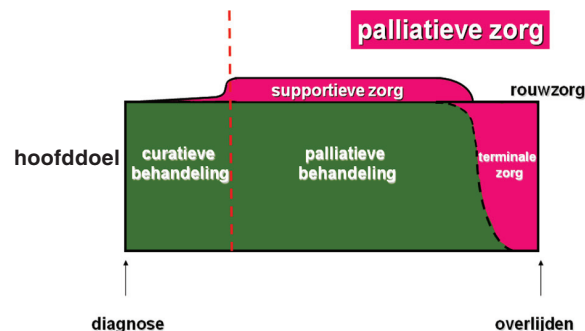 palliatieve zorg
supportieve zorg
rouwzorg
hoofddoel
curatieve
behandeling
palliatieve
behandeling
terminale
zorg
diagnose
overlijden